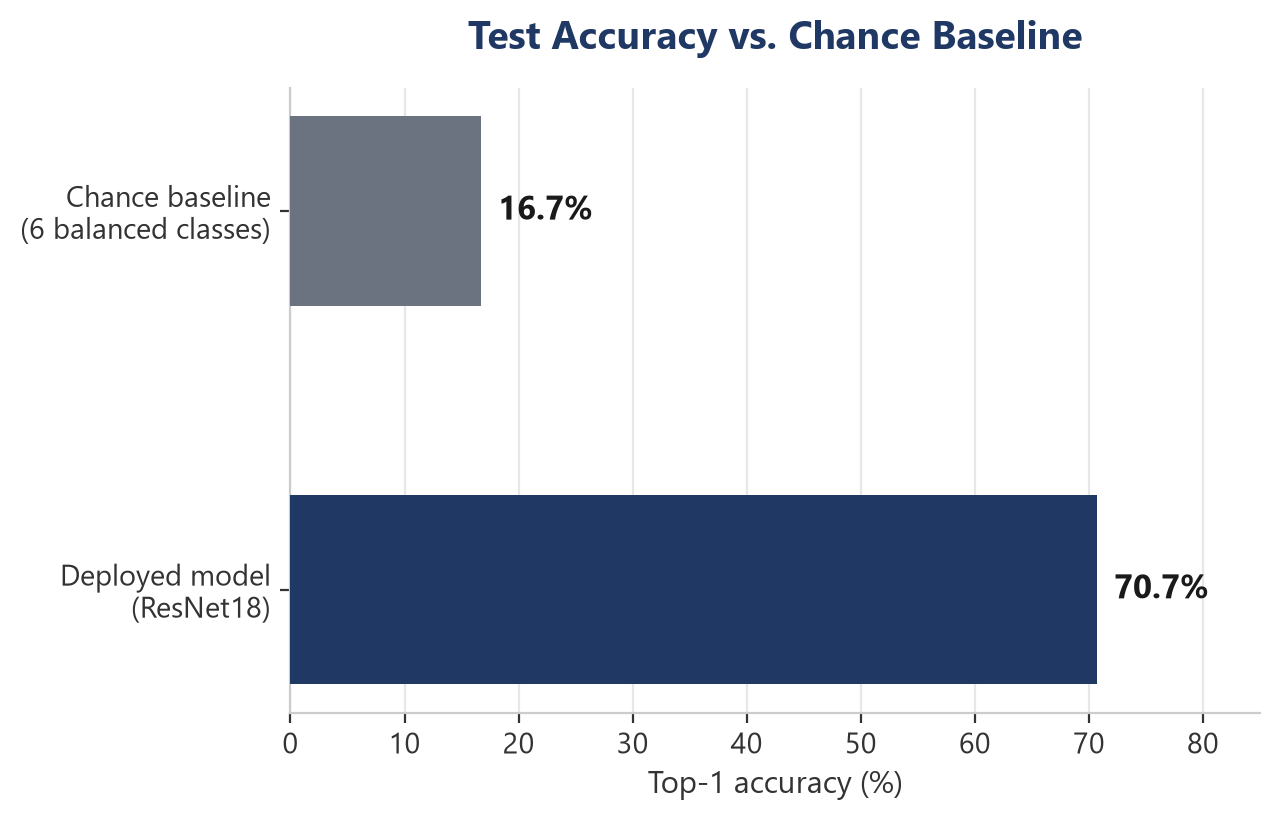 Test Accuracy vs. Chance Baseline
Chance baseline
(6 balanced classes)
16.7%
Deployed model
(ResNet18)
70.7%
0 10 20 30 40 50 60 70 80
Top-1 accuracy (%)